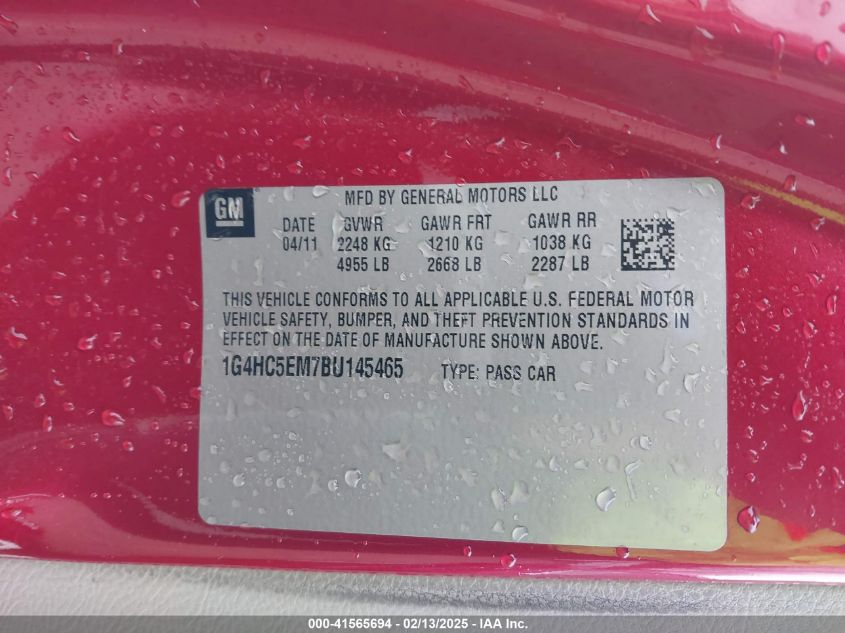 GM
MFD BY GENERAL MOTORS LLC
DATE GVWR GAWR FRT GAWR RR
04/11 2248 KG 1210 KG 1038 KG
4955 LB 2668 LB 2287 LB
THIS VEHICLE CONFORMS TO ALL APPLICABLE U.S. FEDERAL MOTOR
VEHICLE SAFETY, BUMPER, AND THEFT PREVENTION STANDARDS IN
EFFECT ON THE DATE OF MANUFACTURE SHOWN ABOVE.
1G4HC5EM7BU145465 TYPE: PASS CAR
000-41565694 - 02/13/2025 - IAA Inc.